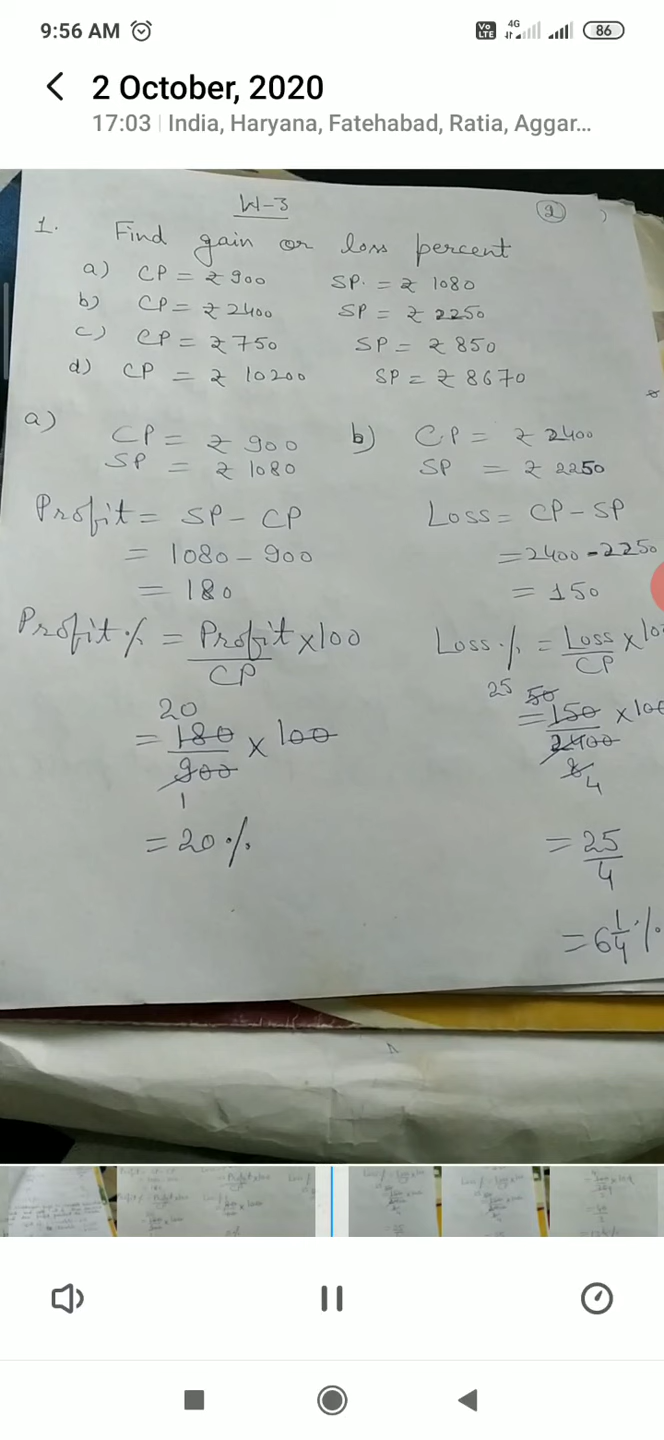 9:56 AM
Vo LTE 4G 86
2 October, 2020
17:03 | India, Haryana, Fatehabad, Ratia, Aggar...
W-3
2
1. Find gain or loss percent
a) CP = ₹ 900 SP. = ₹ 1080
b) CP = ₹ 2400 SP = ₹ 2250
c) CP = ₹ 750 SP = ₹ 850
d) CP = ₹ 10200 SP = ₹ 8670
a) CP = ₹ 900
SP = ₹ 1080
Profit = SP - CP
= 1080 - 900
= 180
Profit % = Profit/CP x 100
20
= 180/900 x 100
1
= 20 %
b) CP = ₹ 2400
SP = ₹ 2250
Loss = CP - SP
= 2400 - 2250
= 150
Loss % = Loss/CP x 10
25 50
= 150/2400 x 100
8 4
= 25/4
= 6 1/4 %